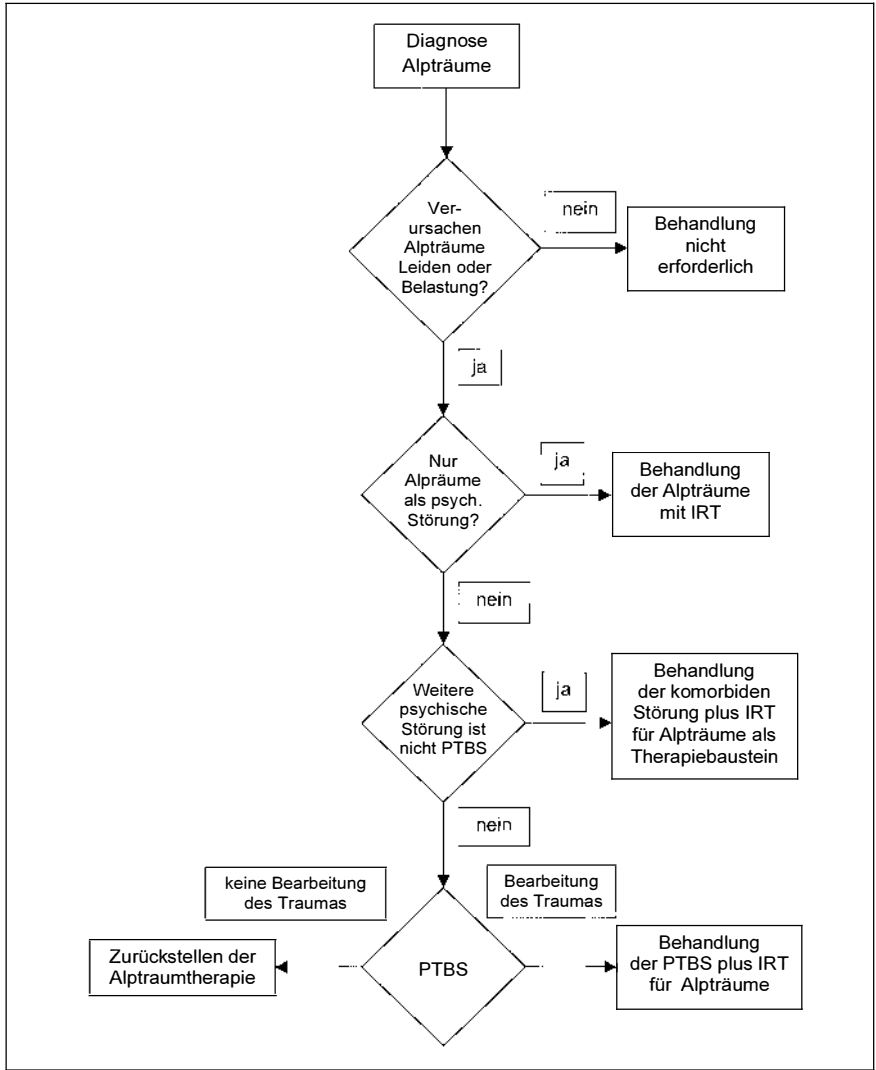 Diagnose
Alpträume
Ver-
ursachen
Alpträume
Leiden oder
Belastung?
nein
Behandlung
nicht
erforderlich
ja
Nur
Alpräume
als psych.
Störung?
ja
Behandlung
der Alpträume
mit IRT
nein
Weitere
psychische
Störung ist
nicht PTBS
ja
Behandlung
der komorbiden
Störung plus IRT
für Alpträume als
Therapiebaustein
nein
keine Bearbeitung
des Traumas
Bearbeitung
des Traumas
Zurückstellen der
Alptraumtherapie
PTBS
Behandlung
der PTBS plus IRT
für Alpträume